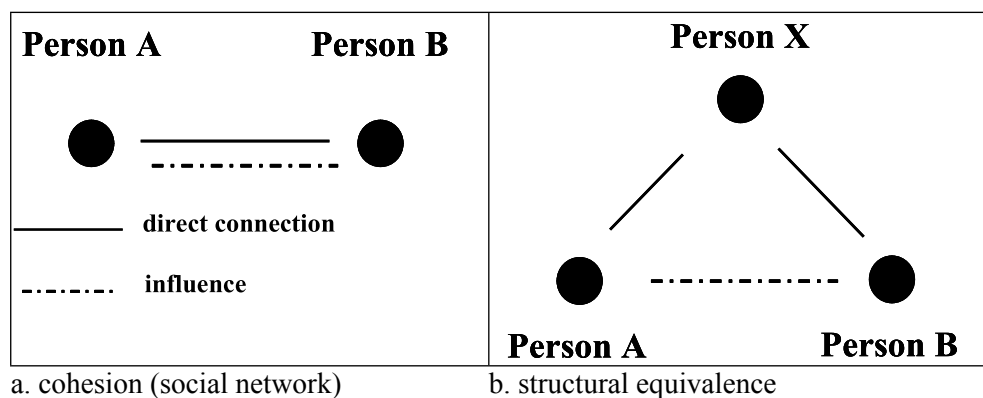 Person A
Person B
direct connection
influence
a. cohesion (social network)
Person X
Person A
Person B
b. structural equivalence